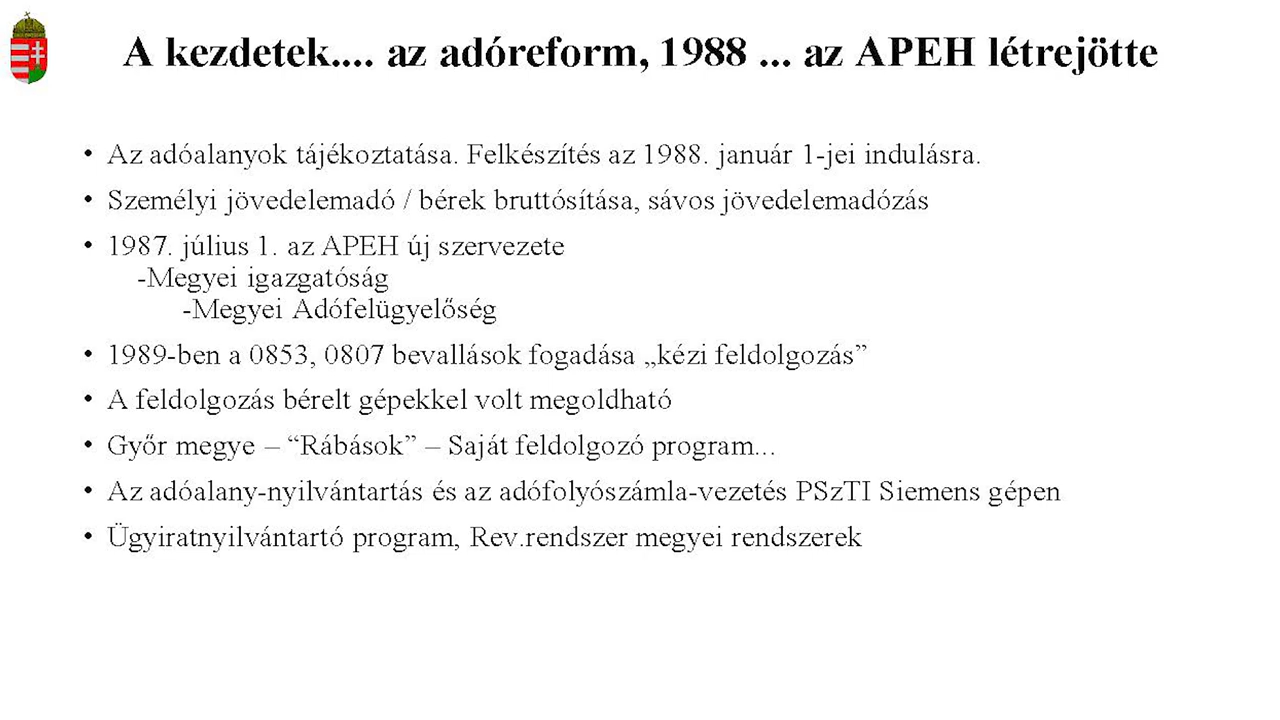 A kezdetek.... az adóreform, 1988 ... az APEH létrejötte
• Az adóalanyok tájékoztatása. Felkészítés az 1988. január 1-jei indulásra.
• Személyi jövedelemadó / bérek bruttósítása, sávos jövedelemadózás
• 1987. július 1. az APEH új szervezete
-Megyei igazgatóság
-Megyei Adófelügyelőség
• 1989-ben a 0853, 0807 bevallások fogadása „kézi feldolgozás”
• A feldolgozás bérelt gépekkel volt megoldható
• Győr megye – “Rábások” – Saját feldolgozó program...
• Az adóalany-nyilvántartás és az adófolyószámla-vezetés PSzTI Siemens gépen
• Ügyiratnyilvántartó program, Rev.rendszer megyei rendszerek